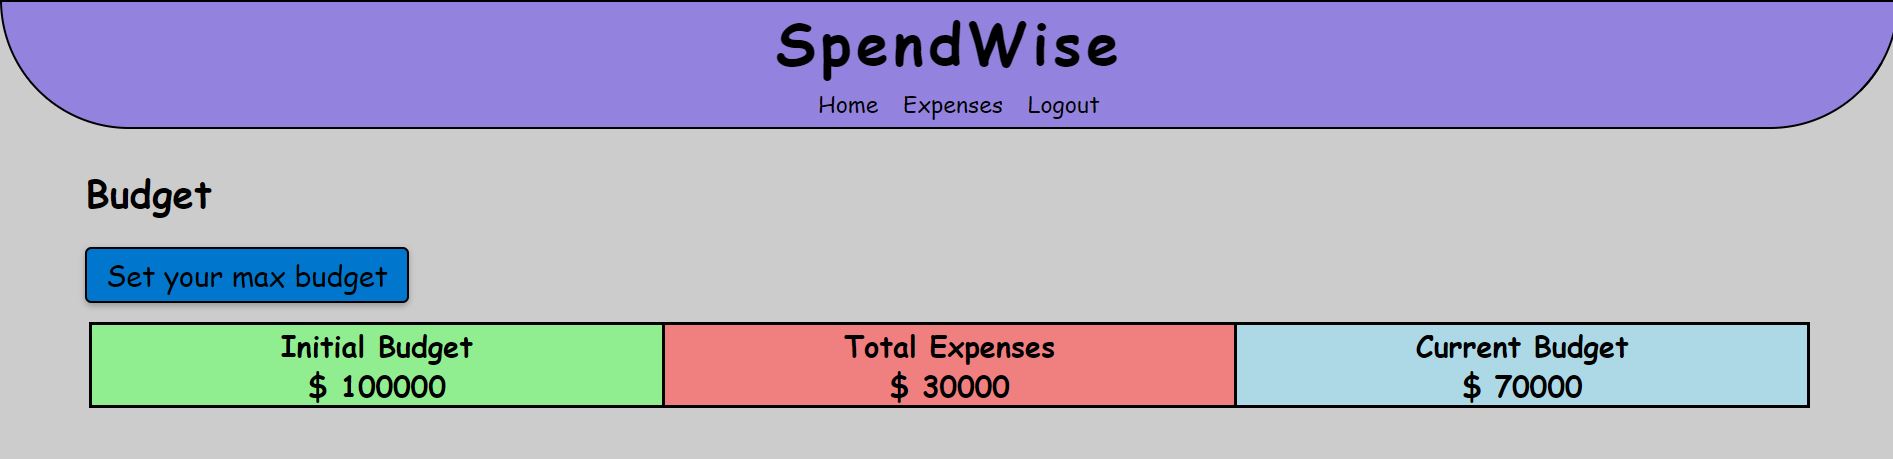 SpendWise
Home Expenses Logout
Budget
Set your max budget
Initial Budget Total Expenses Current Budget
$ 100000 $ 30000 $ 70000